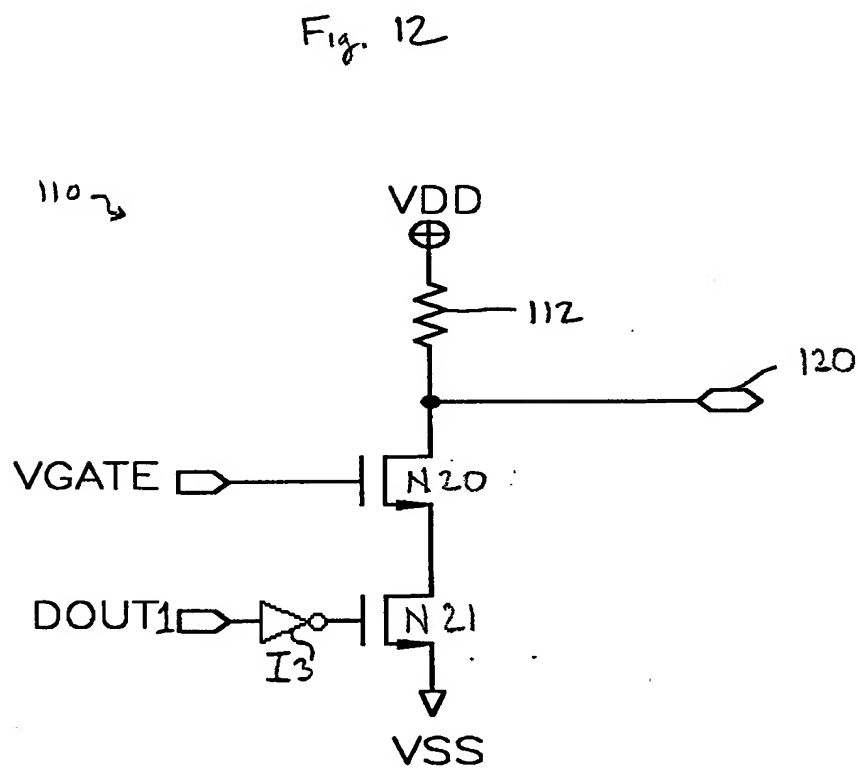 Fig. 12
110
VDD
112
120
VGATE
N20
DOUT1
N21
I3
VSS